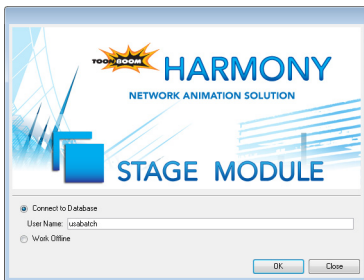 TOON BOOM HARMONY
NETWORK ANIMATION SOLUTION
STAGE MODULE
Connect to Database
User Name: usabatch
Work Offline
OK Close